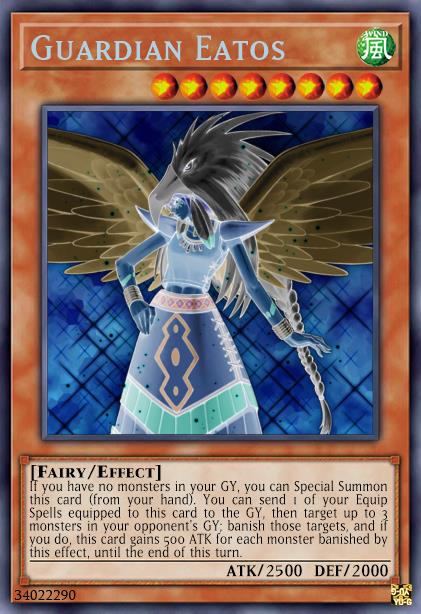 GUARDIAN EATOS
WIND
風
[FAIRY/EFFECT]
If you have no monsters in your GY, you can Special Summon
this card (from your hand). You can send 1 of your Equip
Spells equipped to this card to the GY, then target up to 3
monsters in your opponent's GY; banish those targets, and if
you do, this card gains 500 ATK for each monster banished by
this effect, until the end of this turn.
ATK/2500 DEF/2000
34022290